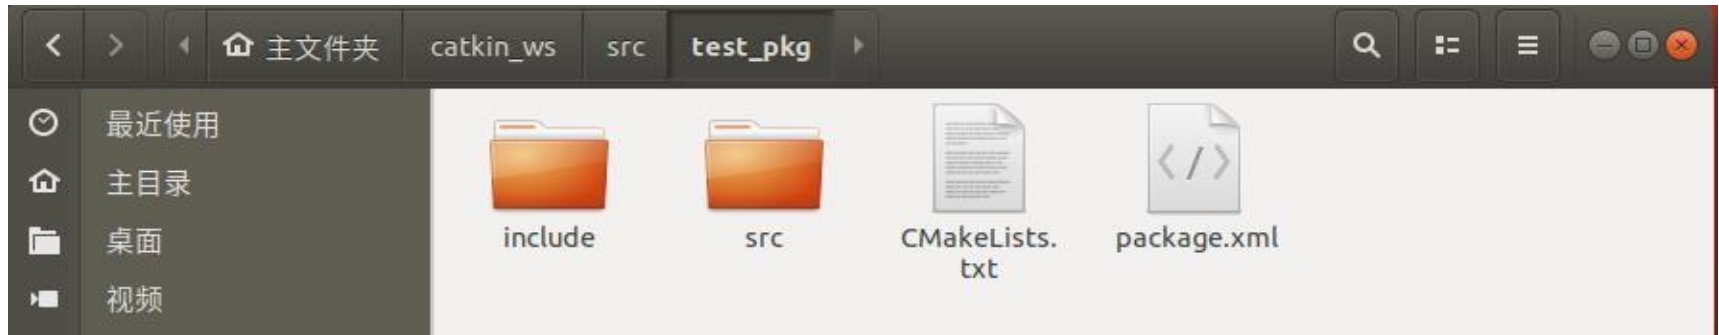 主文件夹 catkin_ws src test_pkg
最近使用
主目录
桌面
视频
include src CMakeLists. package.xml
txt